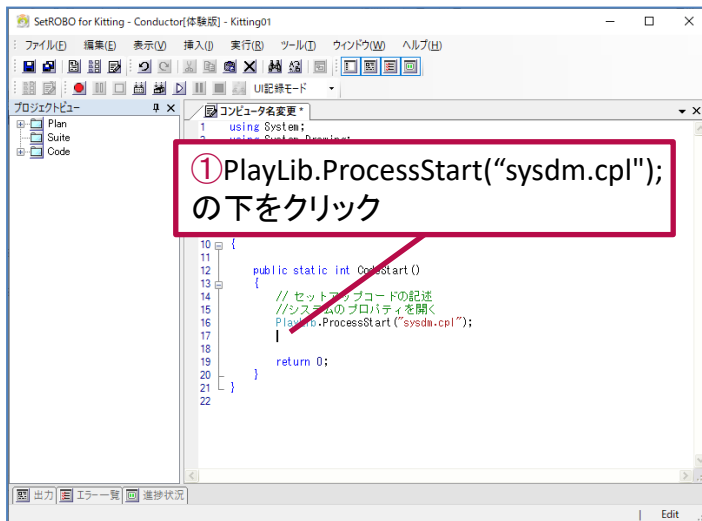 SetROBO for Kitting - Conductor[体験版] - Kitting01
ファイル(F) 編集(E) 表示(V) 挿入(I) 実行(R) ツール(T) ウィンドウ(W) ヘルプ(H)
UI記録モード
プロジェクトビュー
Plan
Suite
Code
コンピュータ名変更 *
1 using System;
①PlayLib.ProcessStart(“sysdm.cpl");
の下をクリック
10 {
11
12 public static int CodeStart()
13 {
14 // セットアップコードの記述
15 //システムのプロパティを開く
16 PlayLib.ProcessStart("sysdm.cpl");
17
18
19 return 0;
20 }
21 }
22
出力 エラー一覧 進捗状況
Edit